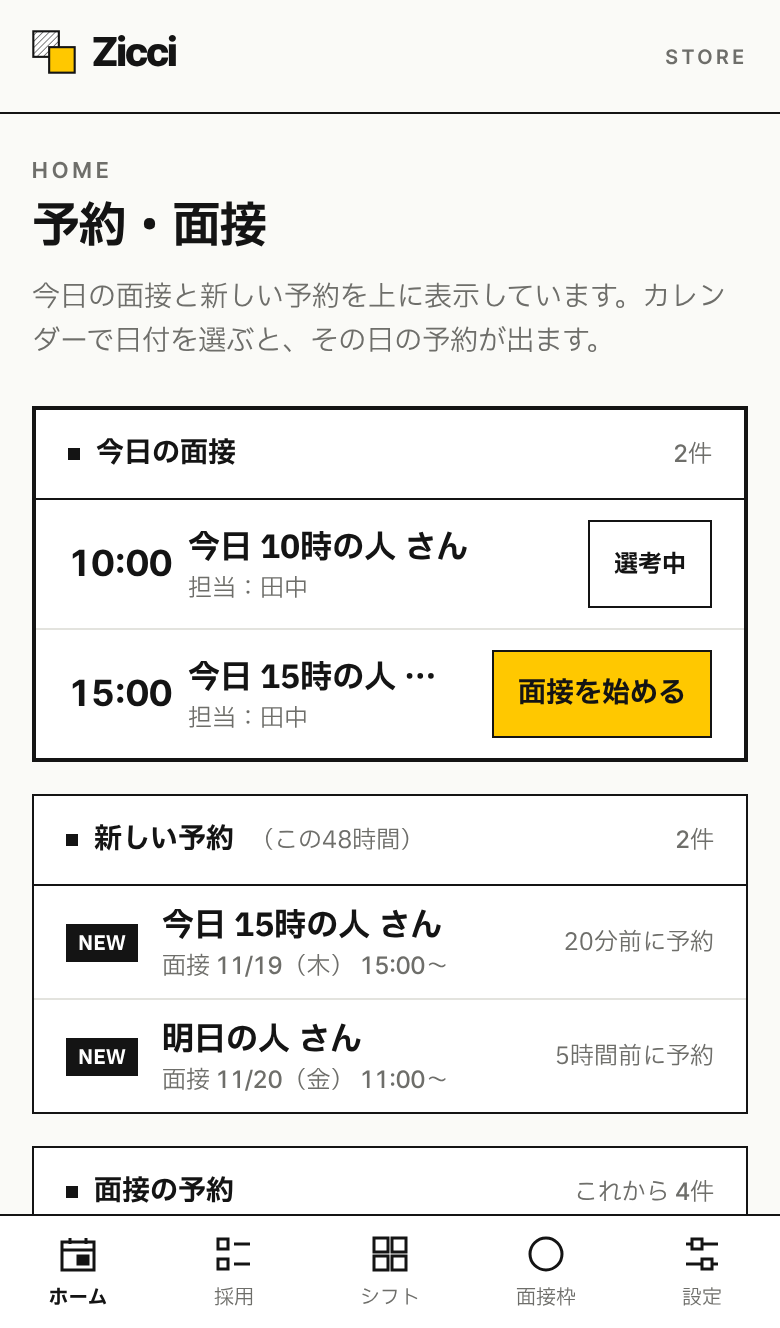 Zicci
STORE
HOME
予約・面接
今日の面接と新しい予約を上に表示しています。カレン
ダーで日付を選ぶと、その日の予約が出ます。
今日の面接
2件
10:00
今日 10時の人 さん
担当：田中
選考中
15:00
今日 15時の人 …
担当：田中
面接を始める
新しい予約 （この48時間）
2件
NEW
今日 15時の人 さん
面接 11/19（木） 15:00〜
20分前に予約
NEW
明日の人 さん
面接 11/20（金） 11:00〜
5時間前に予約
面接の予約
これから 4件
ホーム
採用
シフト
面接枠
設定